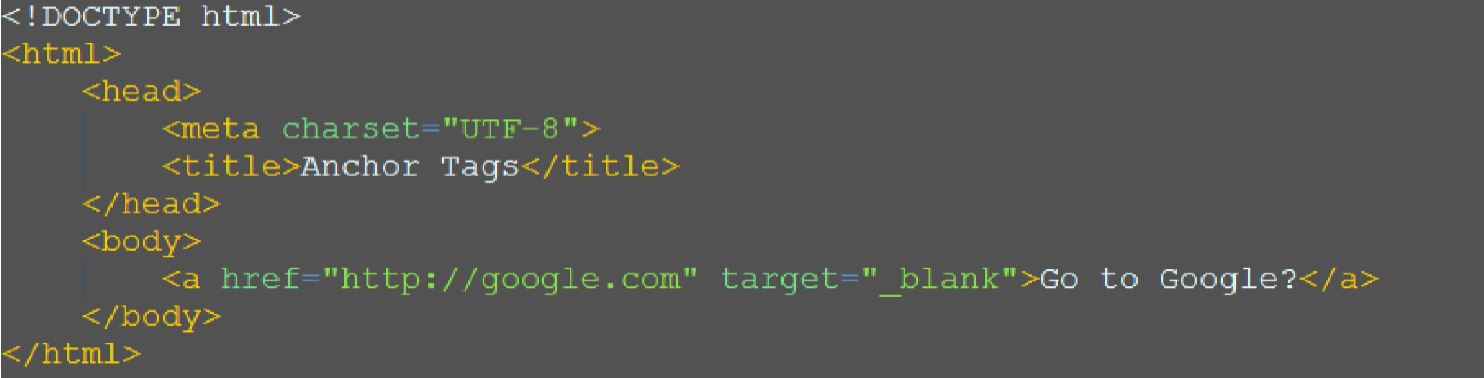 <!DOCTYPE html>
<html>
    <head>
        <meta charset="UTF-8">
        <title>Anchor Tags</title>
    </head>
    <body>
        <a href="http://google.com" target="_blank">Go to Google?</a>
    </body>
</html>